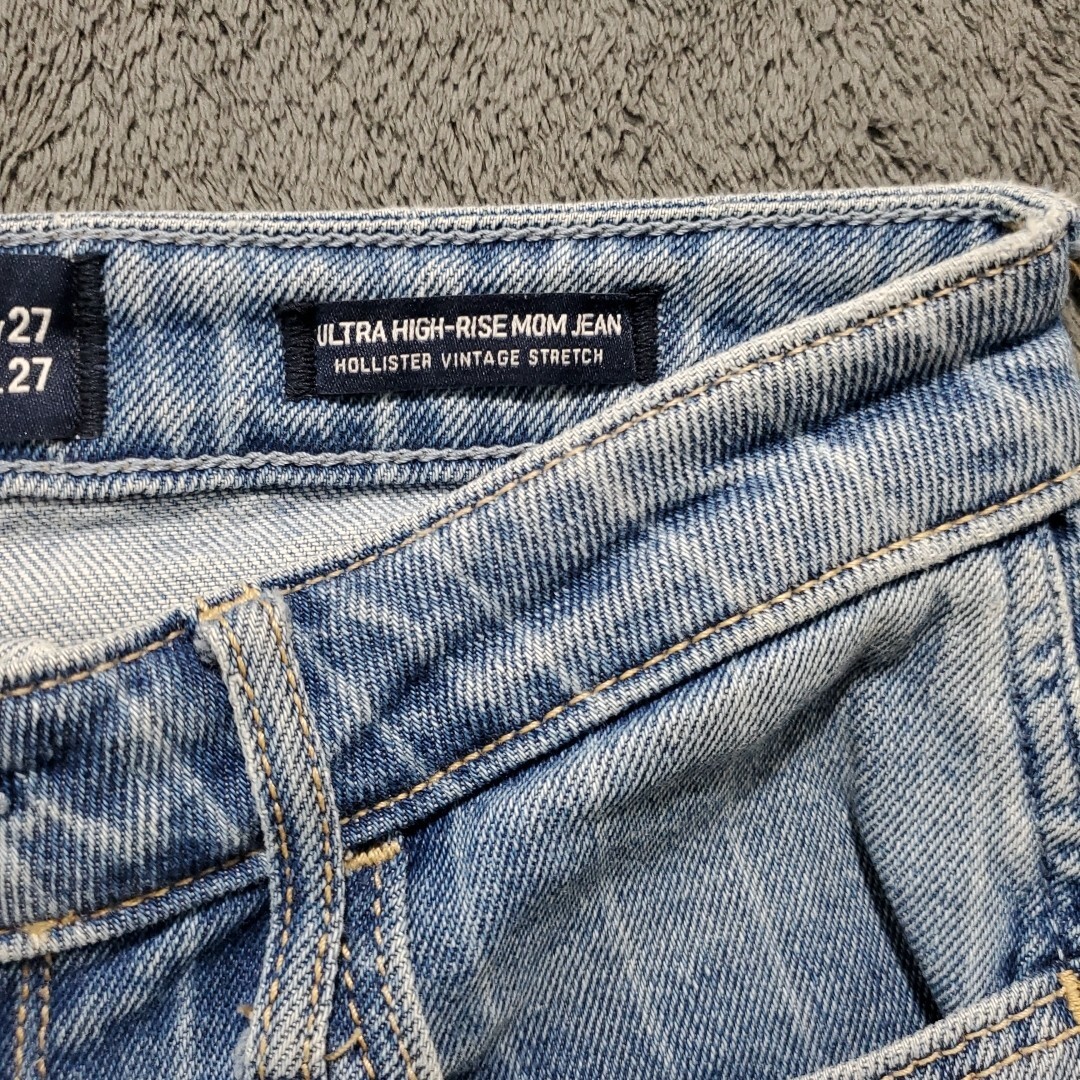 27
27
ULTRA HIGH-RISE MOM JEAN
HOLLISTER VINTAGE STRETCH